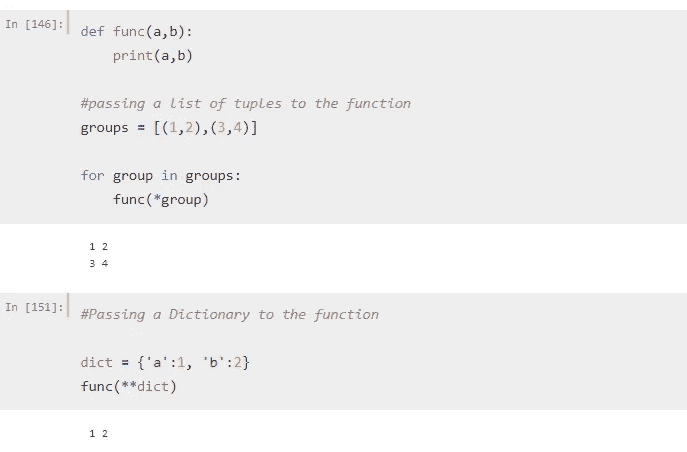 In [146]:
def func(a,b):
    print(a,b)
#passing a list of tuples to the function
groups = [(1,2),(3,4)]
for group in groups:
    func(*group)
1 2
3 4
In [151]:
#Passing a Dictionary to the function
dict = {'a':1, 'b':2}
func(**dict)
1 2